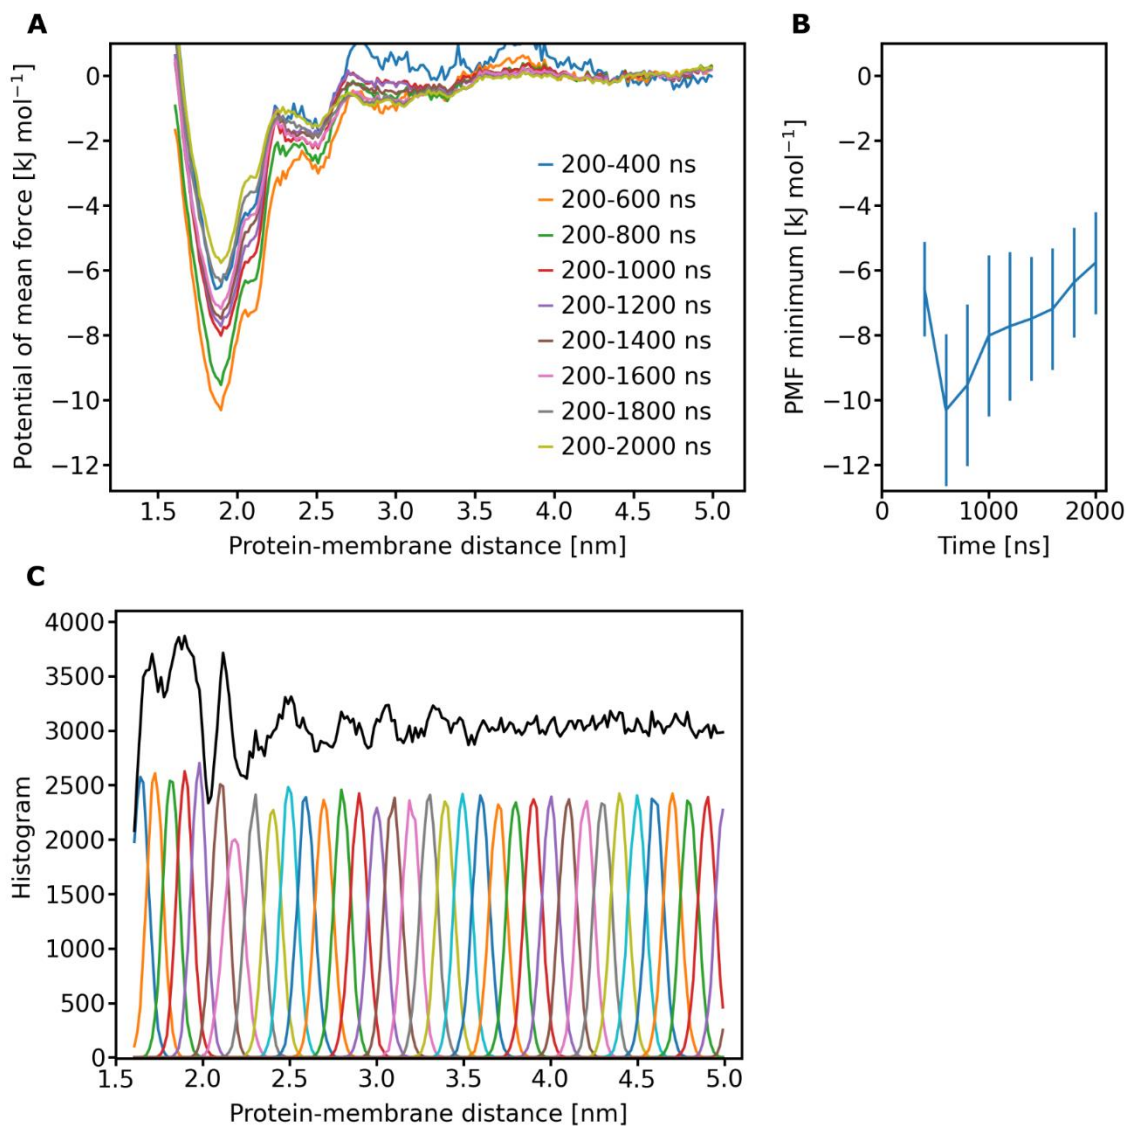 A
Potential of mean force [kJ mol⁻¹]
0
−2
−4
−6
−8
−10
−12
200-400 ns
200-600 ns
200-800 ns
200-1000 ns
200-1200 ns
200-1400 ns
200-1600 ns
200-1800 ns
200-2000 ns
1.5 2.0 2.5 3.0 3.5 4.0 4.5 5.0
Protein-membrane distance [nm]
B
PMF minimum [kJ mol⁻¹]
0
−2
−4
−6
−8
−10
−12
0 1000 2000
Time [ns]
C
Histogram
4000
3500
3000
2500
2000
1500
1000
500
0
1.5 2.0 2.5 3.0 3.5 4.0 4.5 5.0
Protein-membrane distance [nm]